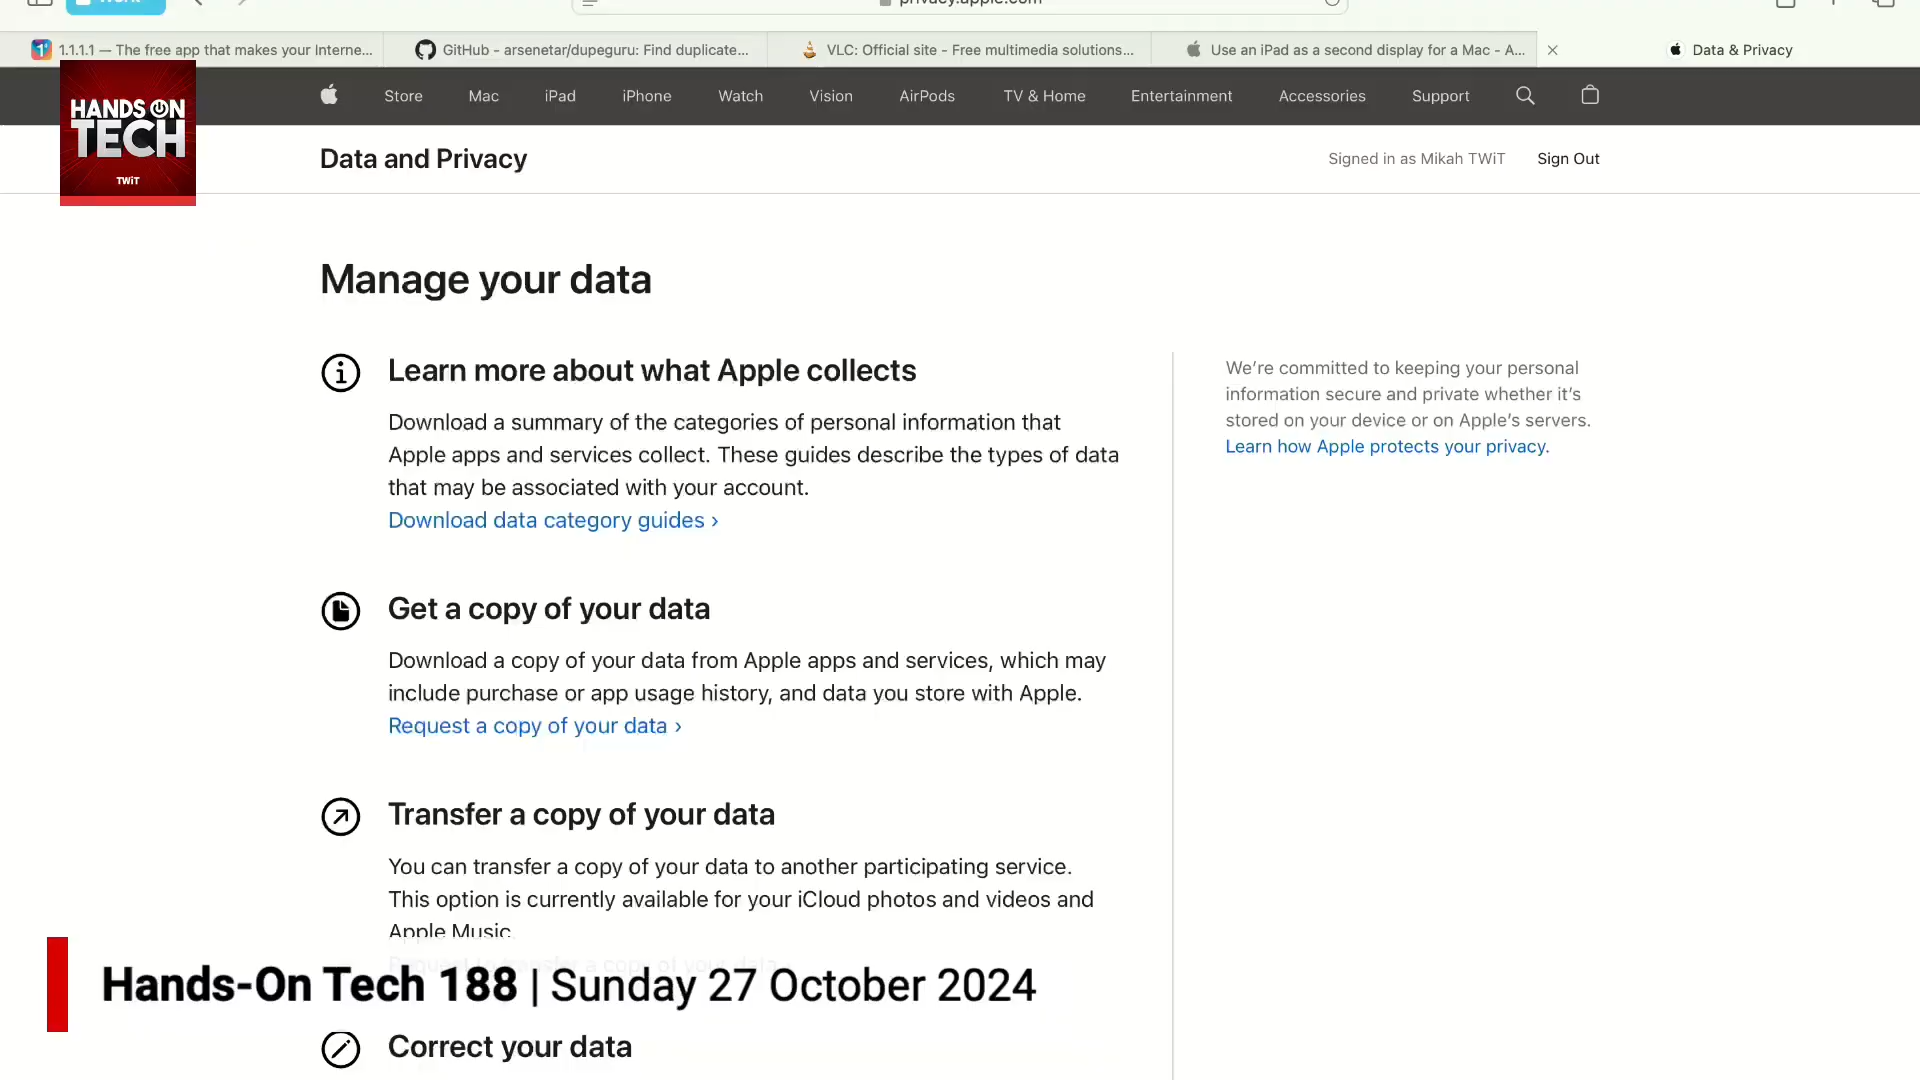 Work
privacy.apple.com
1.1.1.1 — The free app that makes your Interne...
GitHub - arsenetar/dupeguru: Find duplicate...
VLC: Official site - Free multimedia solutions...
Use an iPad as a second display for a Mac - A...
Data & Privacy
HANDS ON
TECH
TWiT
Store
Mac
iPad
iPhone
Watch
Vision
AirPods
TV & Home
Entertainment
Accessories
Support
Data and Privacy
Signed in as Mikah TWiT
Sign Out
Manage your data
Learn more about what Apple collects
Download a summary of the categories of personal information that
Apple apps and services collect. These guides describe the types of data
that may be associated with your account.
Download data category guides ›
We’re committed to keeping your personal
information secure and private whether it’s
stored on your device or on Apple’s servers.
Learn how Apple protects your privacy.
Get a copy of your data
Download a copy of your data from Apple apps and services, which may
include purchase or app usage history, and data you store with Apple.
Request a copy of your data ›
Transfer a copy of your data
You can transfer a copy of your data to another participating service.
This option is currently available for your iCloud photos and videos and
Apple Music.
Request to transfer a copy of your data ›
Hands-On Tech 188 | Sunday 27 October 2024
Correct your data